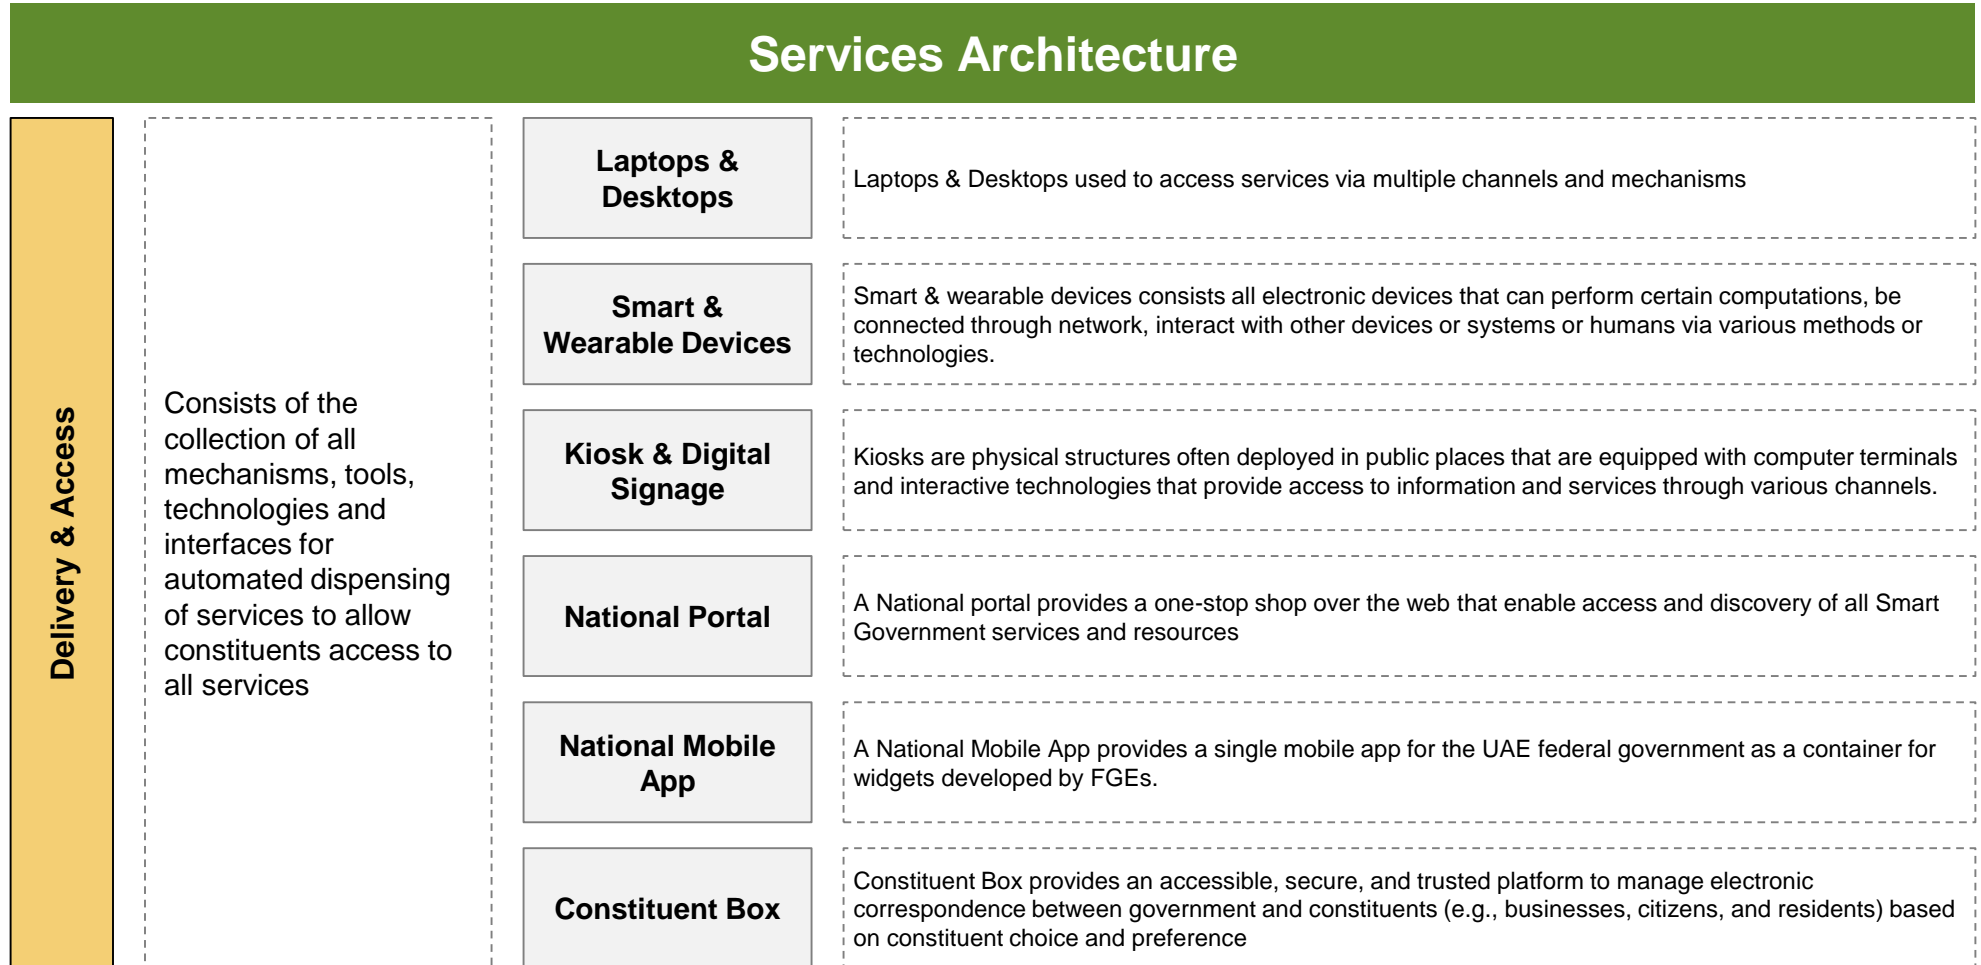 Services Architecture
Delivery & Access
Consists of the
collection of all
mechanisms, tools,
technologies and
interfaces for
automated dispensing
of services to allow
constituents access to
all services
Laptops &
Desktops
Laptops & Desktops used to access services via multiple channels and mechanisms
Smart &
Wearable Devices
Smart & wearable devices consists all electronic devices that can perform certain computations, be
connected through network, interact with other devices or systems or humans via various methods or
technologies.
Kiosk & Digital
Signage
Kiosks are physical structures often deployed in public places that are equipped with computer terminals
and interactive technologies that provide access to information and services through various channels.
National Portal
A National portal provides a one-stop shop over the web that enable access and discovery of all Smart
Government services and resources
National Mobile
App
A National Mobile App provides a single mobile app for the UAE federal government as a container for
widgets developed by FGEs.
Constituent Box
Constituent Box provides an accessible, secure, and trusted platform to manage electronic
correspondence between government and constituents (e.g., businesses, citizens, and residents) based
on constituent choice and preference